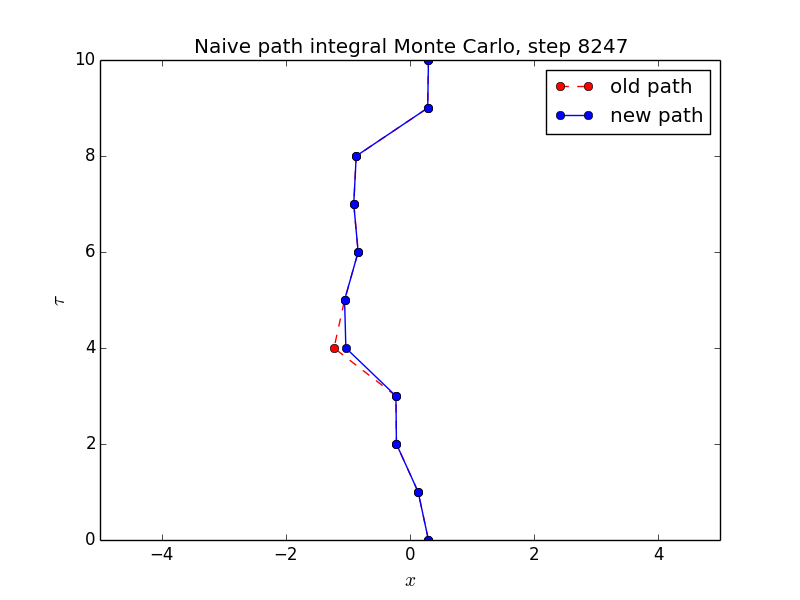 Naive path integral Monte Carlo, step 8247
old path
new path
10
8
6
4
2
0
τ
−4 −2 0 2 4
x